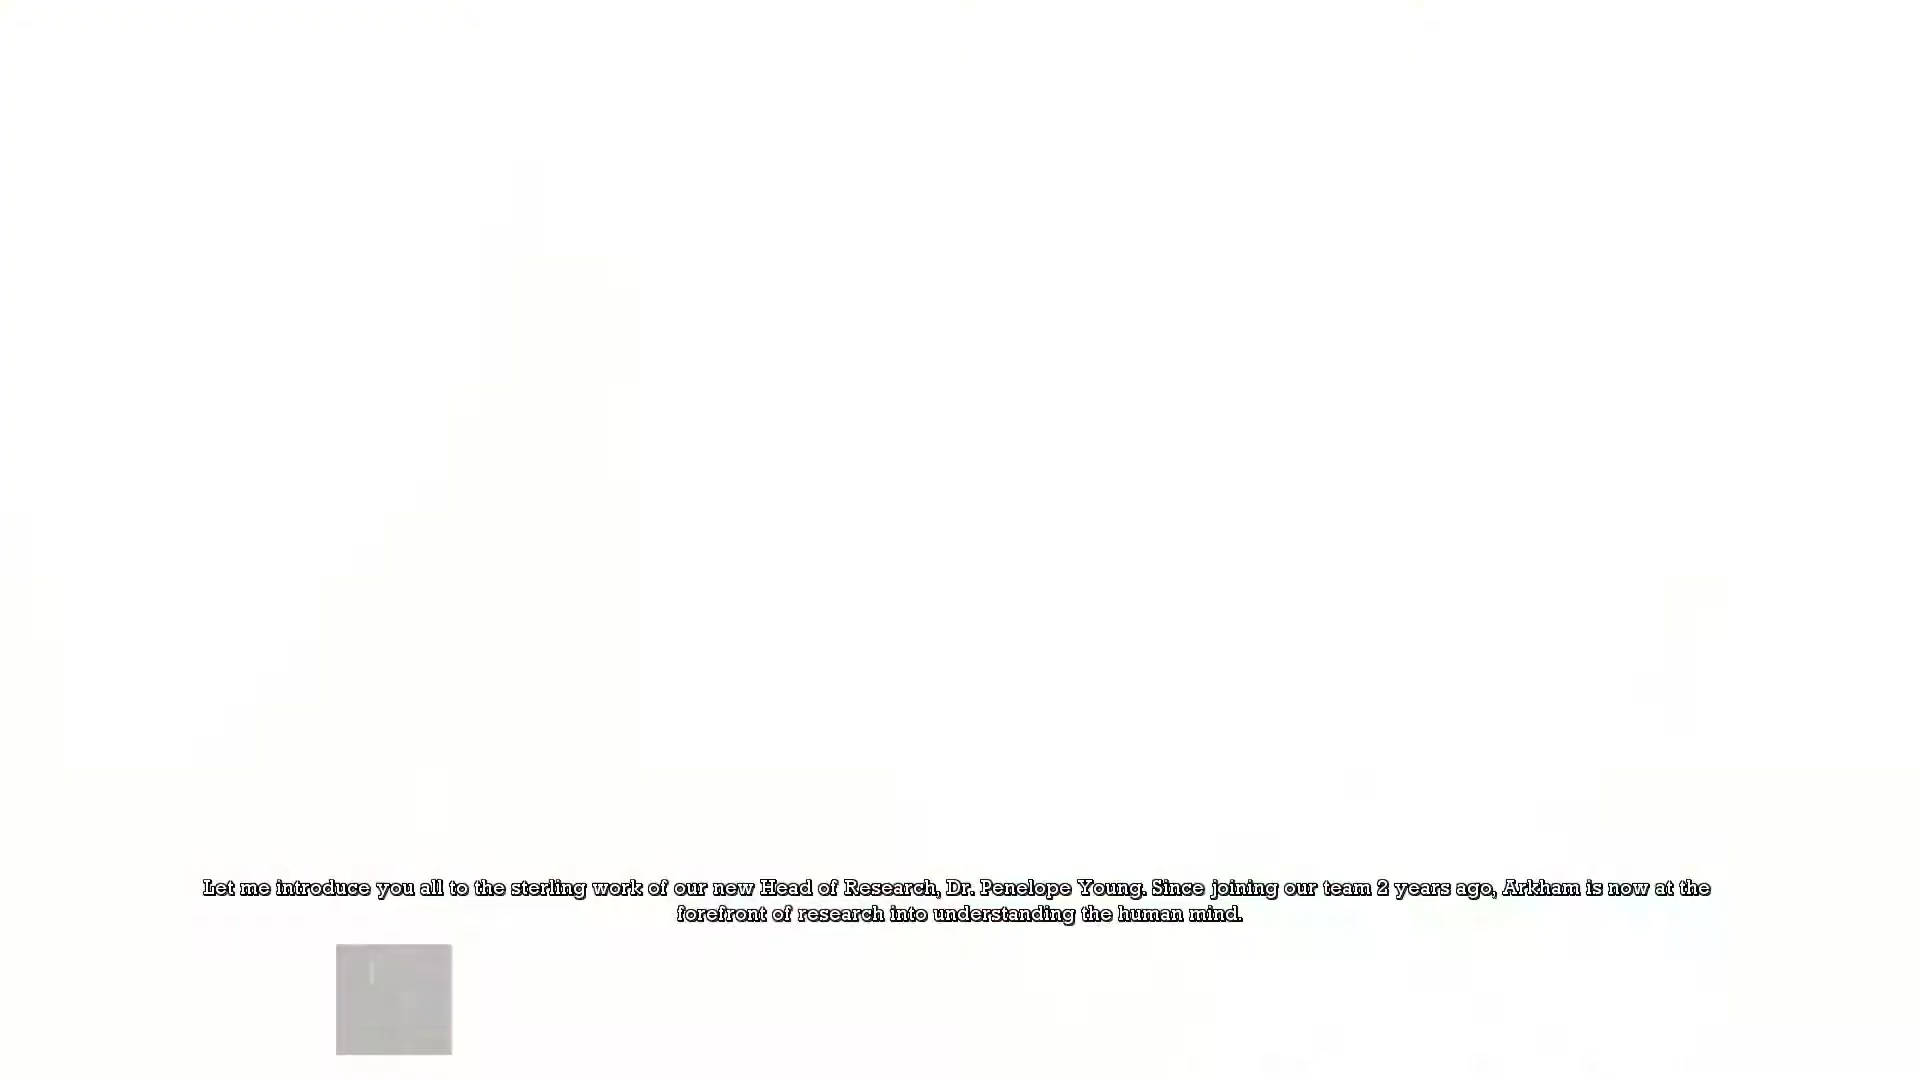 Let me introduce you all to the sterling work of our new Head of Research, Dr. Penelope Young. Since joining our team 2 years ago, Arkham is now at the
forefront of research into understanding the human mind.